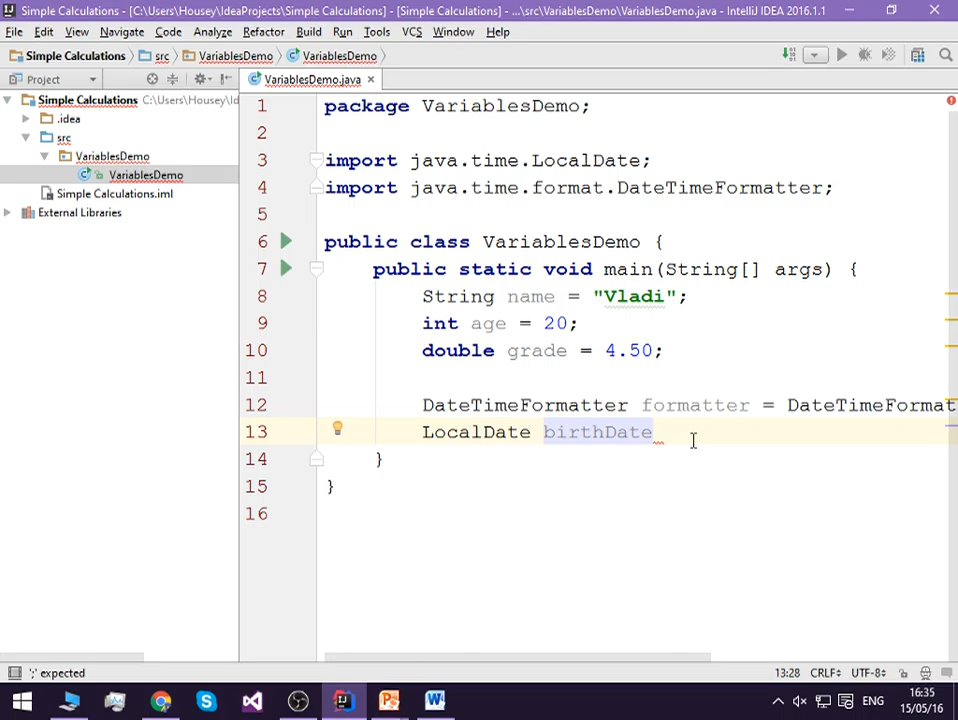 Simple Calculations - [C:\Users\Housey\IdeaProjects\Simple Calculations] - [Simple Calculations] - ...\src\VariablesDemo\VariablesDemo.java - IntelliJ IDEA 2016.1.1
File Edit View Navigate Code Analyze Refactor Build Run Tools VCS Window Help
Simple Calculations src VariablesDemo VariablesDemo
Project VariablesDemo.java
Simple Calculations C:\Users\Housey\Id
.idea
src
VariablesDemo
VariablesDemo
Simple Calculations.iml
External Libraries
1 package VariablesDemo;
2
3 import java.time.LocalDate;
4 import java.time.format.DateTimeFormatter;
5
6 public class VariablesDemo {
7 public static void main(String[] args) {
8 String name = "Vladi";
9 int age = 20;
10 double grade = 4.50;
11
12 DateTimeFormatter formatter = DateTimeFormat
13 LocalDate birthDate
14 }
15 }
16
';' expected 13:28 CRLF UTF-8
ENG 16:35
15/05/16